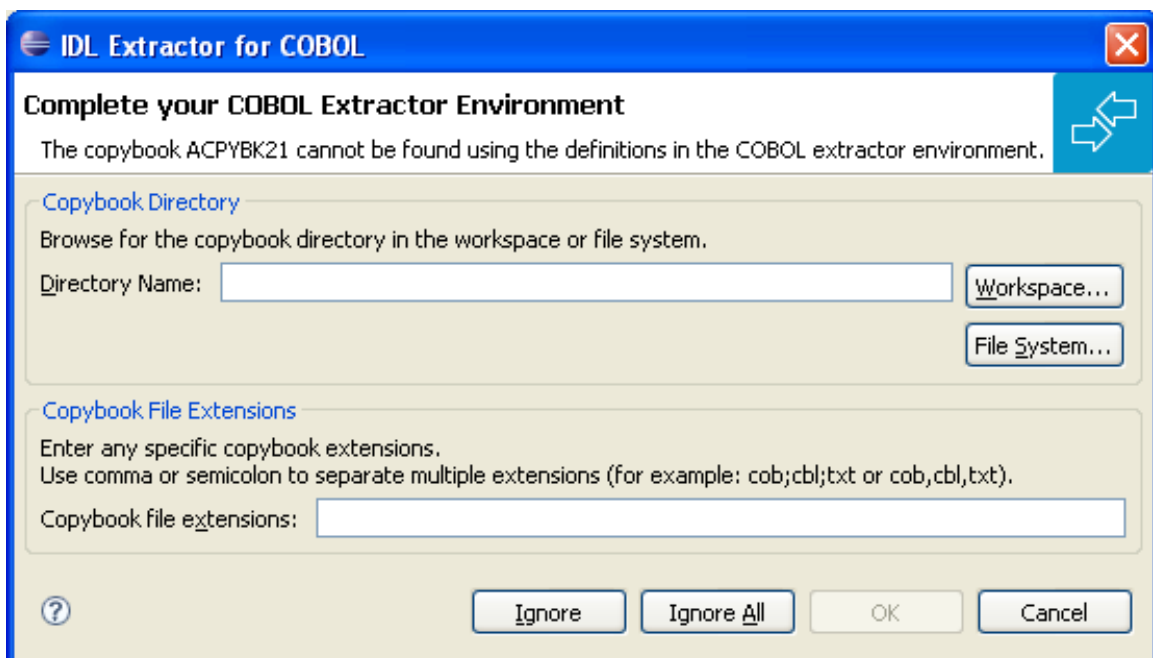 IDL Extractor for COBOL
Complete your COBOL Extractor Environment
The copybook ACPYBK21 cannot be found using the definitions in the COBOL extractor environment.
Copybook Directory
Browse for the copybook directory in the workspace or file system.
Directory Name:
Workspace...
File System...
Copybook File Extensions
Enter any specific copybook extensions.
Use comma or semicolon to separate multiple extensions (for example: cob;cbl;txt or cob,cbl,txt).
Copybook file extensions:
? Ignore Ignore All OK Cancel